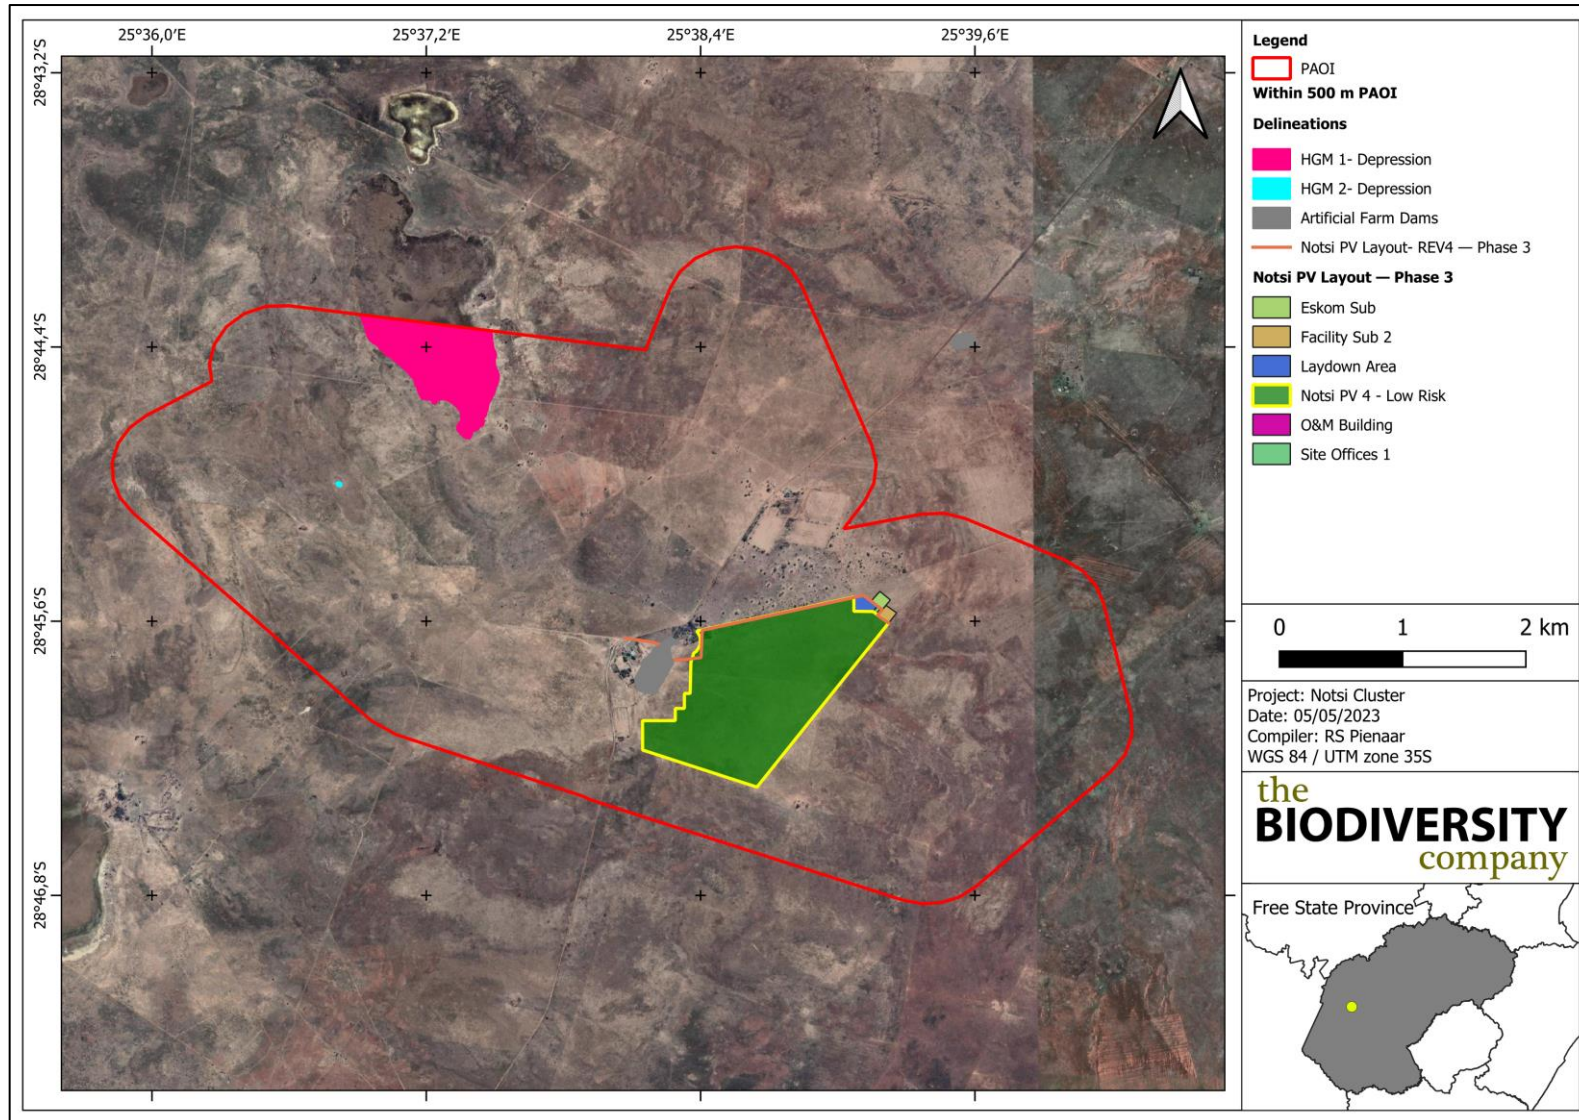 25°36,0'E 25°37,2'E 25°38,4'E 25°39,6'E
28°43,2'S
28°44,4'S
28°45,6'S
28°46,8'S
Legend
PAOI
Within 500 m PAOI
Delineations
HGM 1- Depression
HGM 2- Depression
Artificial Farm Dams
Notsi PV Layout- REV4 — Phase 3
Notsi PV Layout — Phase 3
Eskom Sub
Facility Sub 2
Laydown Area
Notsi PV 4 - Low Risk
O&M Building
Site Offices 1
0 1 2 km
Project: Notsi Cluster
Date: 05/05/2023
Compiler: RS Pienaar
WGS 84 / UTM zone 35S
the
BIODIVERSITY
company
Free State Province